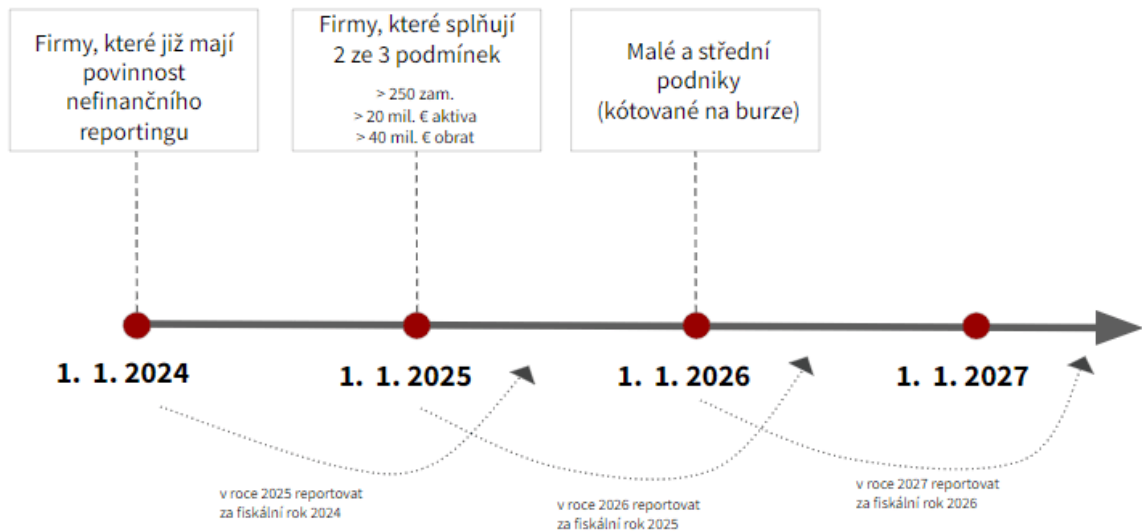 Firmy, které již mají
povinnost
nefinančního
reportingu
Firmy, které splňují
2 ze 3 podmínek
> 250 zam.
> 20 mil. € aktiva
> 40 mil. € obrat
Malé a střední
podniky
(kótované na burze)
1. 1. 2024
1. 1. 2025
1. 1. 2026
1. 1. 2027
v roce 2025 reportovat
za fiskální rok 2024
v roce 2026 reportovat
za fiskální rok 2025
v roce 2027 reportovat
za fiskální rok 2026